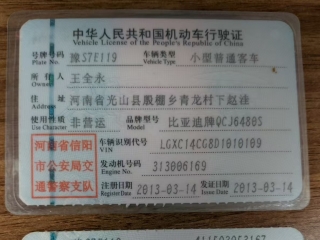 中华人民共和国机动车行驶证
Vehicle License of the People's Republic of China
号牌号码 Plate No. 豫S7E119 车辆类型 Vehicle Type 小型普通客车
所有人 Owner 王全永
住址 Address 河南省光山县殷棚乡青龙村下赵洼
使用性质 Use Character 非营运 品牌型号 Model 比亚迪牌QCJ6480S
河南省信阳市公安局交通警察支队
车辆识别代号 VIN LGXC14CG8D1010109
发动机号码 Engine No. 313006169
注册日期 Register Date 2013-03-14 发证日期 Issue Date 2013-03-14